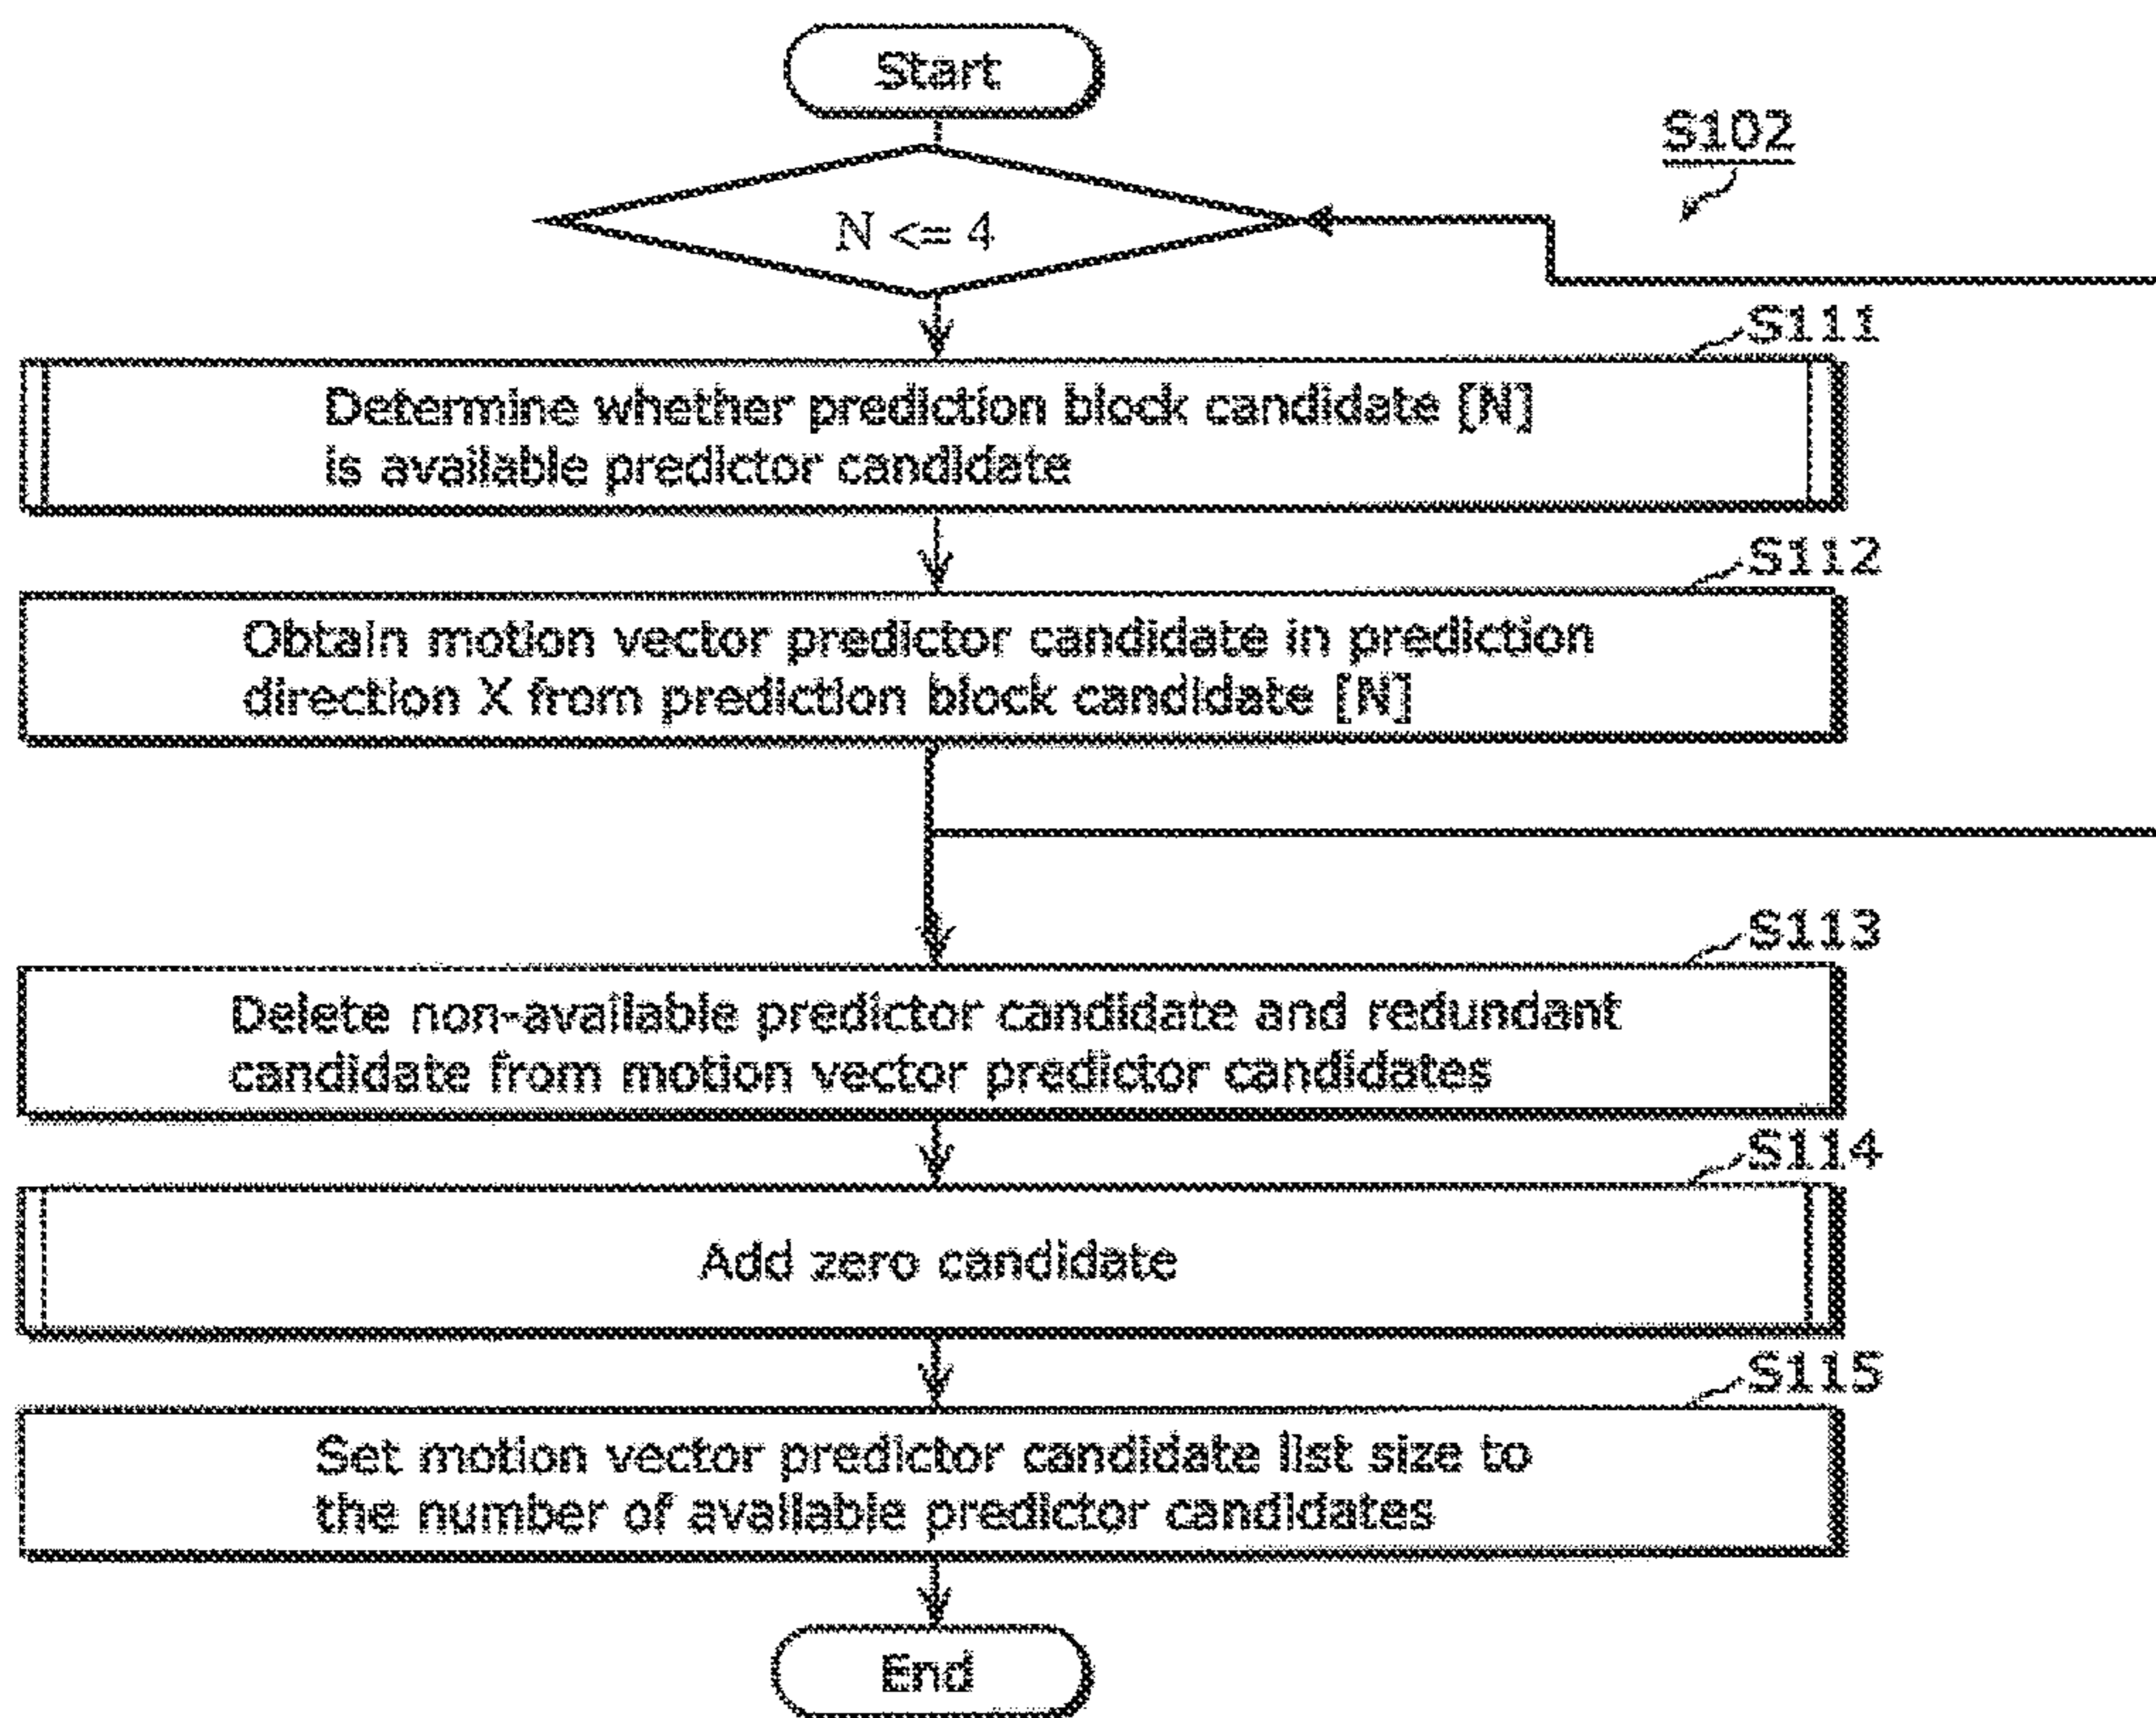 Start
S102
N <= 4
S111
Determine whether prediction block candidate [N]
is available predictor candidate
S112
Obtain motion vector predictor candidate in prediction
direction X from prediction block candidate [N]
S113
Delete non-available predictor candidate and redundant
candidate from motion vector predictor candidates
S114
Add zero candidate
S115
Set motion vector predictor candidate list size to
the number of available predictor candidates
End